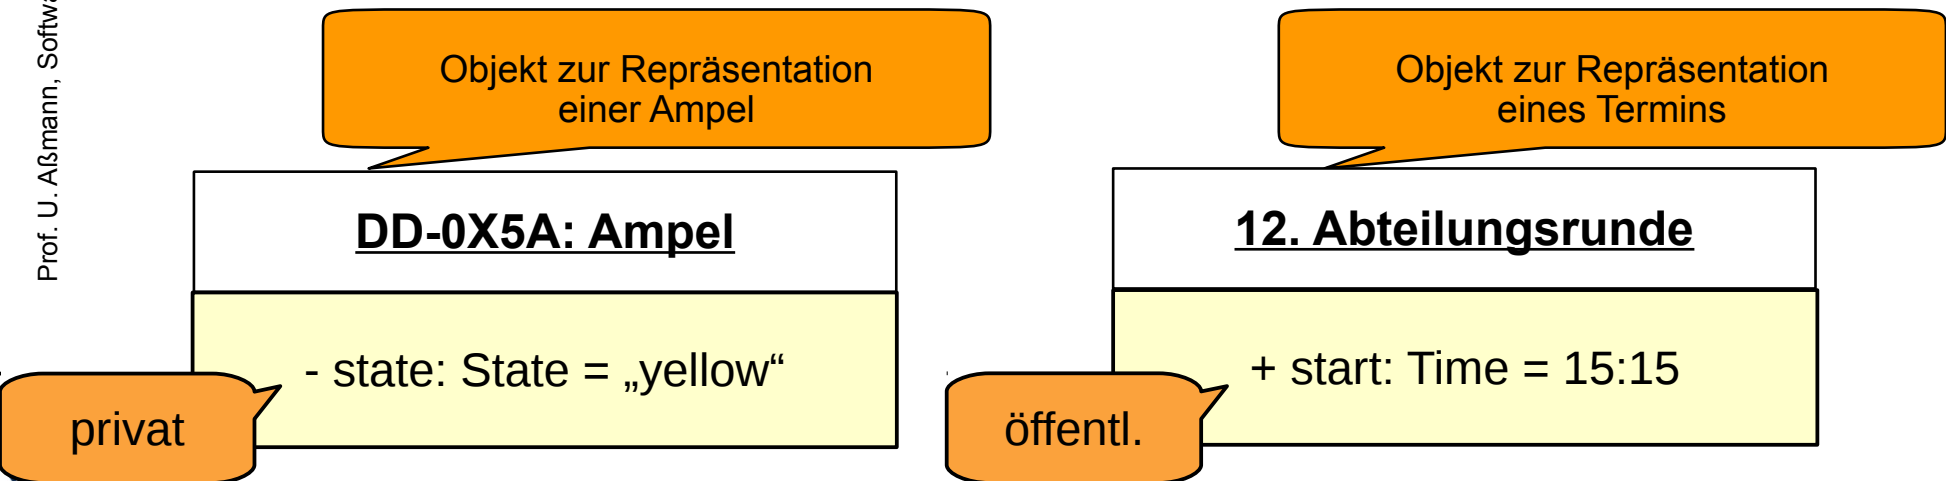 Prof. U. Aßmann, Softwa
Objekt zur Repräsentation
einer Ampel
DD-0X5A: Ampel
- state: State = „yellow“
privat
Objekt zur Repräsentation
eines Termins
12. Abteilungsrunde
+ start: Time = 15:15
öffentl.